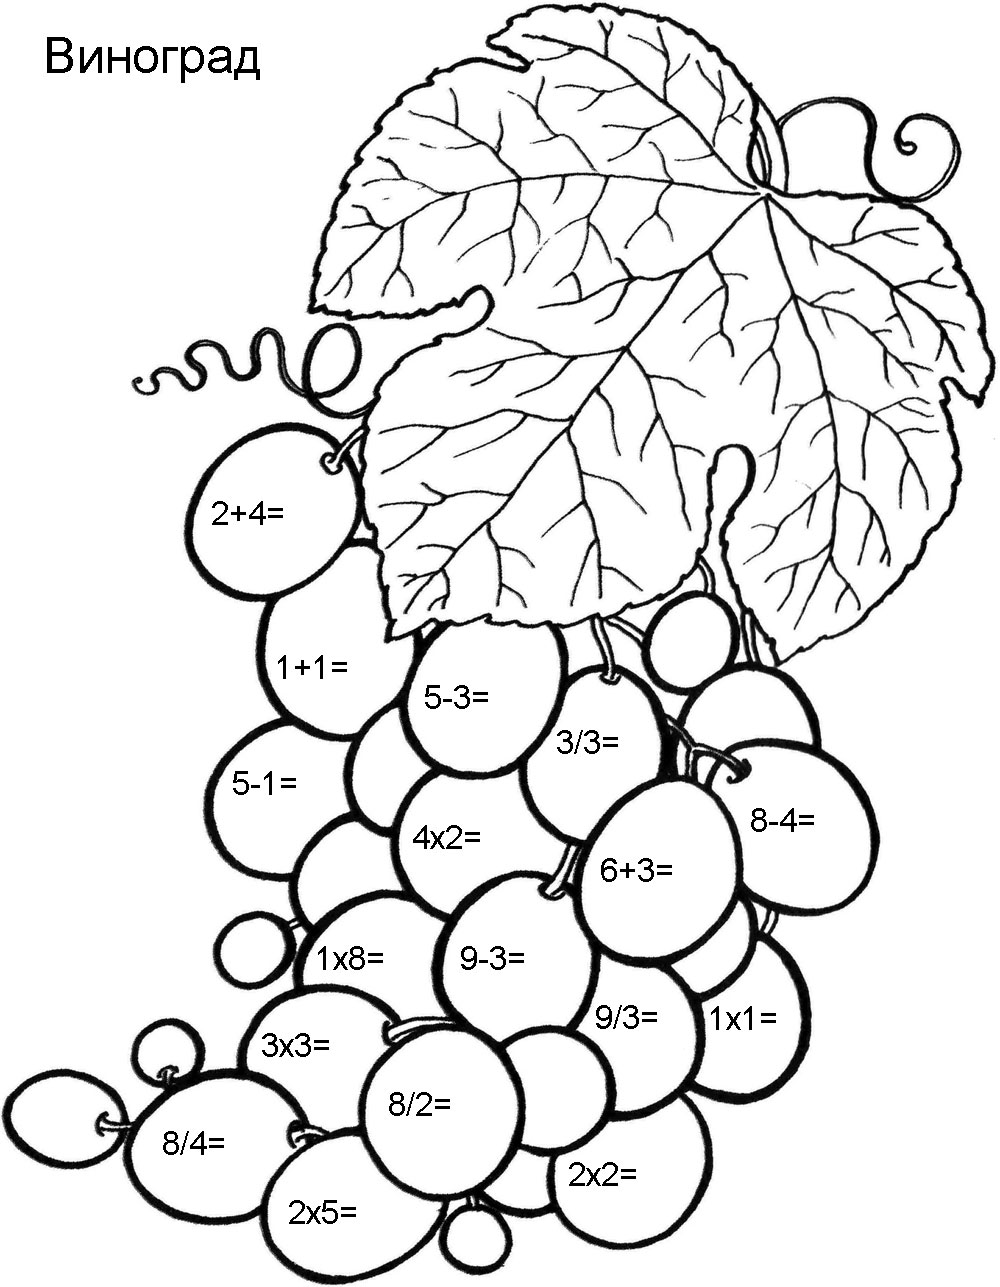 Виноград
2+4=
1+1=
5-3=
3/3=
5-1=
4x2=
8-4=
6+3=
1x8=
9-3=
9/3=
1x1=
3x3=
8/2=
8/4=
2x2=
2x5=